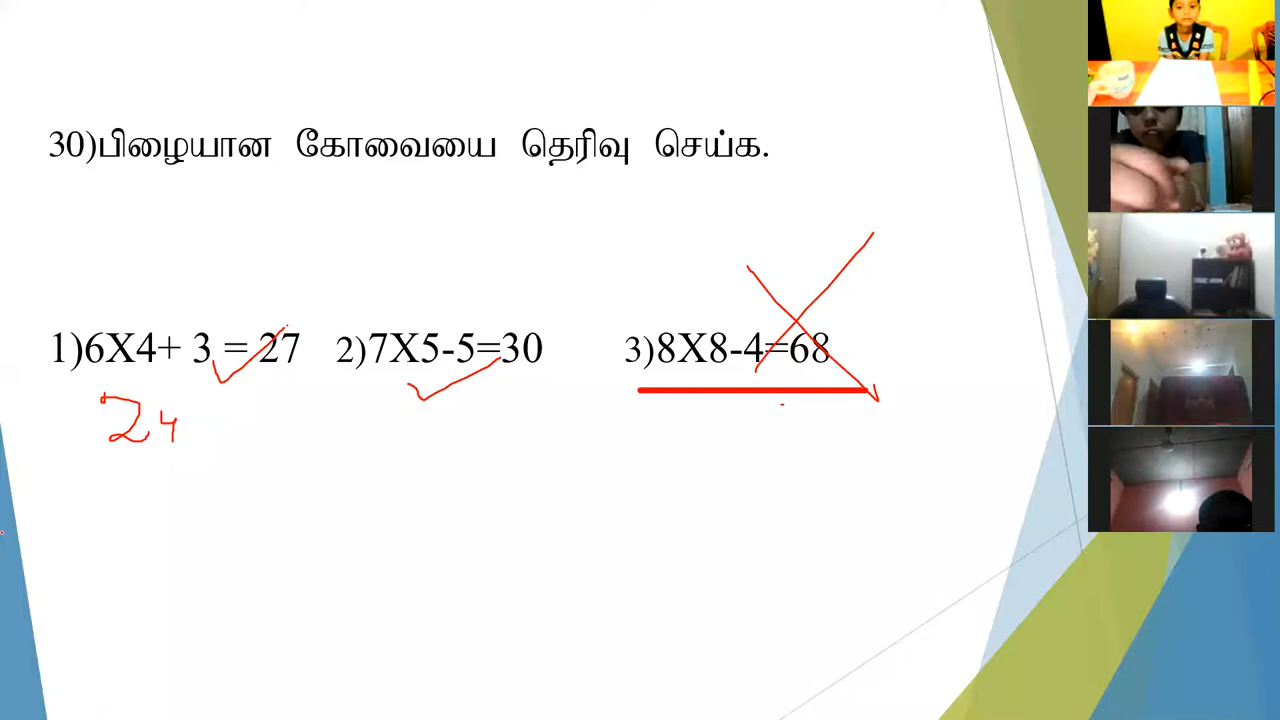 30)பிழையான கோவையை தெரிவு செய்க.
1)6X4+ 3 = 27 2)7X5-5=30 3)8X8-4=68
24